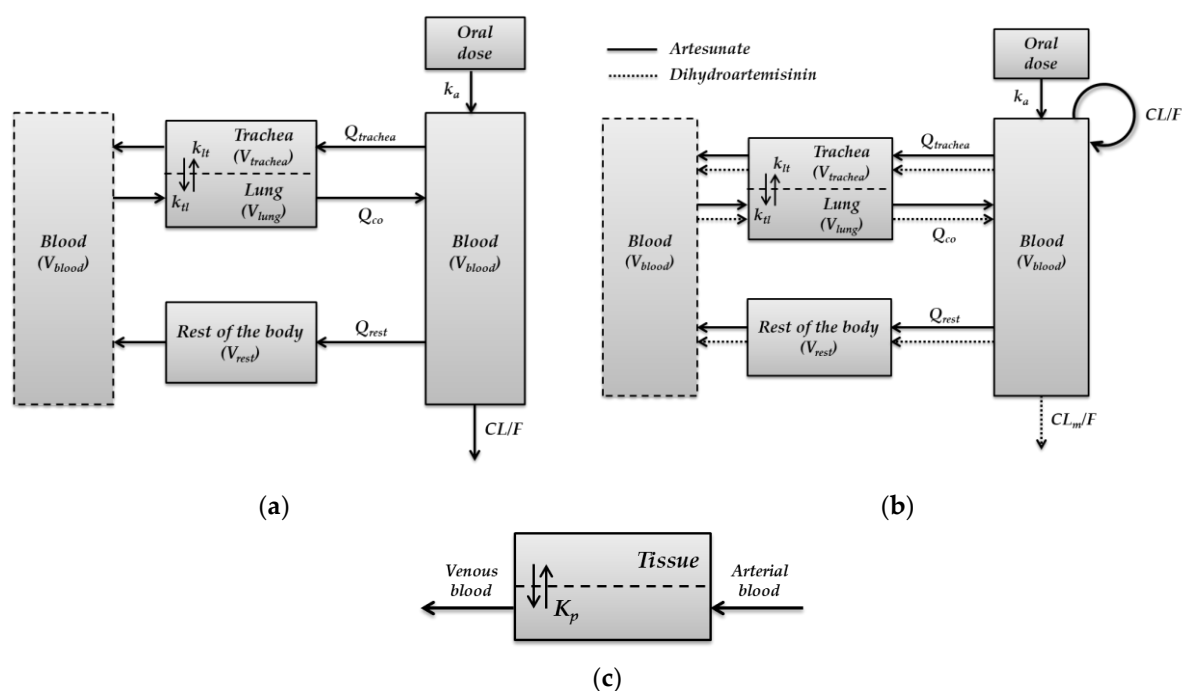 Oral
dose
k_a
Trachea
(V_trachea)
k_lt
k_tl
Lung
(V_lung)
Q_trachea
Q_co
Blood
(V_blood)
Blood
(V_blood)
Rest of the body
(V_rest)
Q_rest
CL/F
(a)
Artesunate
Dihydroartemisinin
Oral
dose
k_a
CL/F
Trachea
(V_trachea)
k_lt
k_tl
Lung
(V_lung)
Q_trachea
Q_co
Blood
(V_blood)
Blood
(V_blood)
Rest of the body
(V_rest)
Q_rest
CL_m/F
(b)
Venous
blood
Tissue
K_p
Arterial
blood
(c)